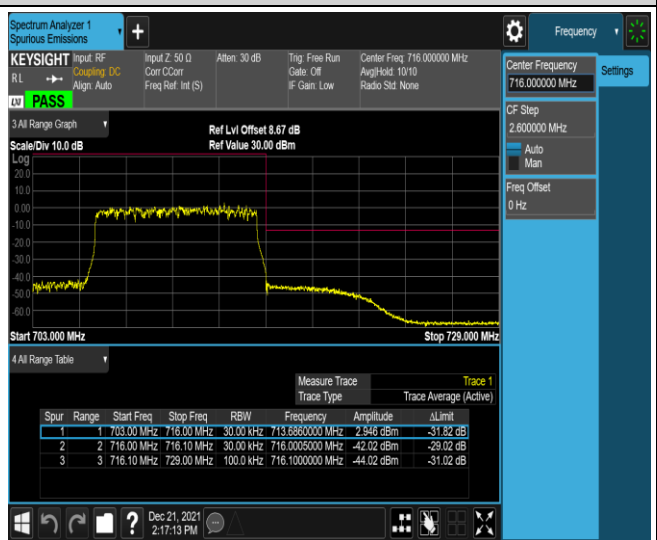 Spectrum Analyzer 1
Spurious Emissions
Frequency
KEYSIGHT
Input: RF
Input Z: 50 Ω
Atten: 30 dB
Trig: Free Run
Center Freq: 716.000000 MHz
R L
Coupling: DC
Corr CCorr
Gate: Off
Avg|Hold: 10/10
Align: Auto
Freq Ref: Int (S)
IF Gain: Low
Radio Std: None
LXI
PASS
Center Frequency
716.000000 MHz
Settings
CF Step
2.600000 MHz
Auto
Man
Freq Offset
0 Hz
3 All Range Graph
Ref Lvl Offset 8.67 dB
Scale/Div 10.0 dB
Ref Value 30.00 dBm
Log
20.0
10.0
0.00
-10.0
-20.0
-30.0
-40.0
-50.0
-60.0
Start 703.000 MHz
Stop 729.000 MHz
4 All Range Table
Measure Trace
Trace 1
Trace Type
Trace Average (Active)
Spur Range Start Freq Stop Freq RBW Frequency Amplitude ΔLimit
1 1 703.00 MHz 716.00 MHz 30.00 kHz 713.6860000 MHz 2.946 dBm -31.82 dB
2 2 716.00 MHz 716.10 MHz 30.00 kHz 716.0005000 MHz -42.02 dBm -29.02 dB
3 3 716.10 MHz 729.00 MHz 100.0 kHz 716.1000000 MHz -44.02 dBm -31.02 dB
Dec 21, 2021
2:17:13 PM